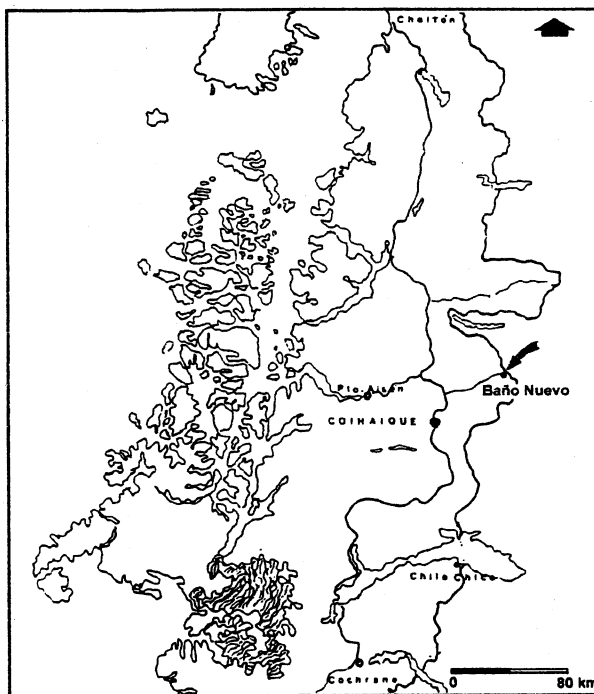 Chaitén
Pto. Aisén
Baño Nuevo
COIHAIQUE
Chile Chico
Cochrane
0
80 km